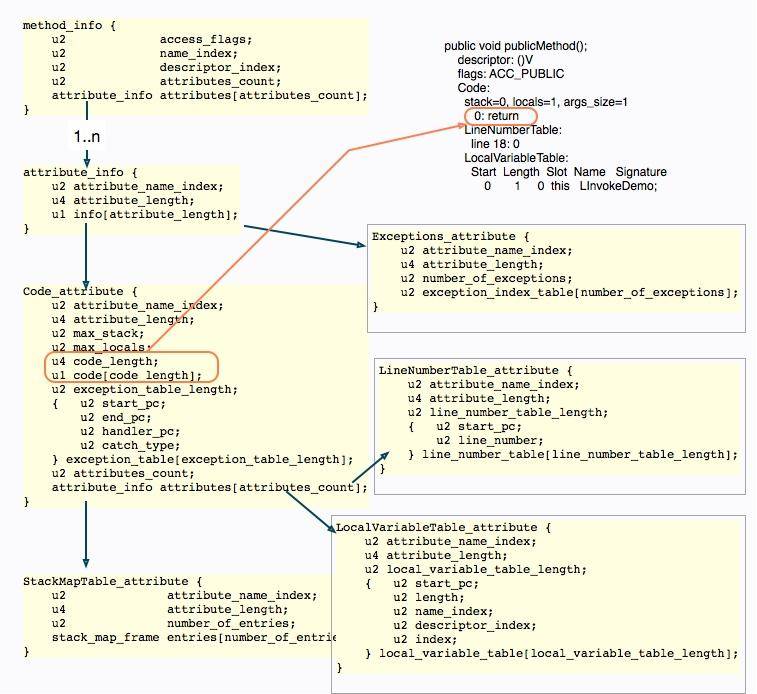 method_info {
u2 access_flags;
u2 name_index;
u2 descriptor_index;
u2 attributes_count;
attribute_info attributes[attributes_count];
}
1..n
attribute_info {
u2 attribute_name_index;
u4 attribute_length;
u1 info[attribute_length];
}
Code_attribute {
u2 attribute_name_index;
u4 attribute_length;
u2 max_stack;
u2 max_locals;
u4 code_length;
u1 code[code_length];
u2 exception_table_length;
{ u2 start_pc;
u2 end_pc;
u2 handler_pc;
u2 catch_type;
} exception_table[exception_table_length];
u2 attributes_count;
attribute_info attributes[attributes_count];
}
StackMapTable_attribute {
u2 attribute_name_index;
u4 attribute_length;
u2 number_of_entries;
stack_map_frame entries[number_of_entrie
}
public void publicMethod();
descriptor: ()V
flags: ACC_PUBLIC
Code:
stack=0, locals=1, args_size=1
0: return
LineNumberTable:
line 18: 0
LocalVariableTable:
Start Length Slot Name Signature
0 1 0 this LInvokeDemo;
Exceptions_attribute {
u2 attribute_name_index;
u4 attribute_length;
u2 number_of_exceptions;
u2 exception_index_table[number_of_exceptions];
}
LineNumberTable_attribute {
u2 attribute_name_index;
u4 attribute_length;
u2 line_number_table_length;
{ u2 start_pc;
u2 line_number;
} line_number_table[line_number_table_length];
}
LocalVariableTable_attribute {
u2 attribute_name_index;
u4 attribute_length;
u2 local_variable_table_length;
{ u2 start_pc;
u2 length;
u2 name_index;
u2 descriptor_index;
u2 index;
} local_variable_table[local_variable_table_length];
}